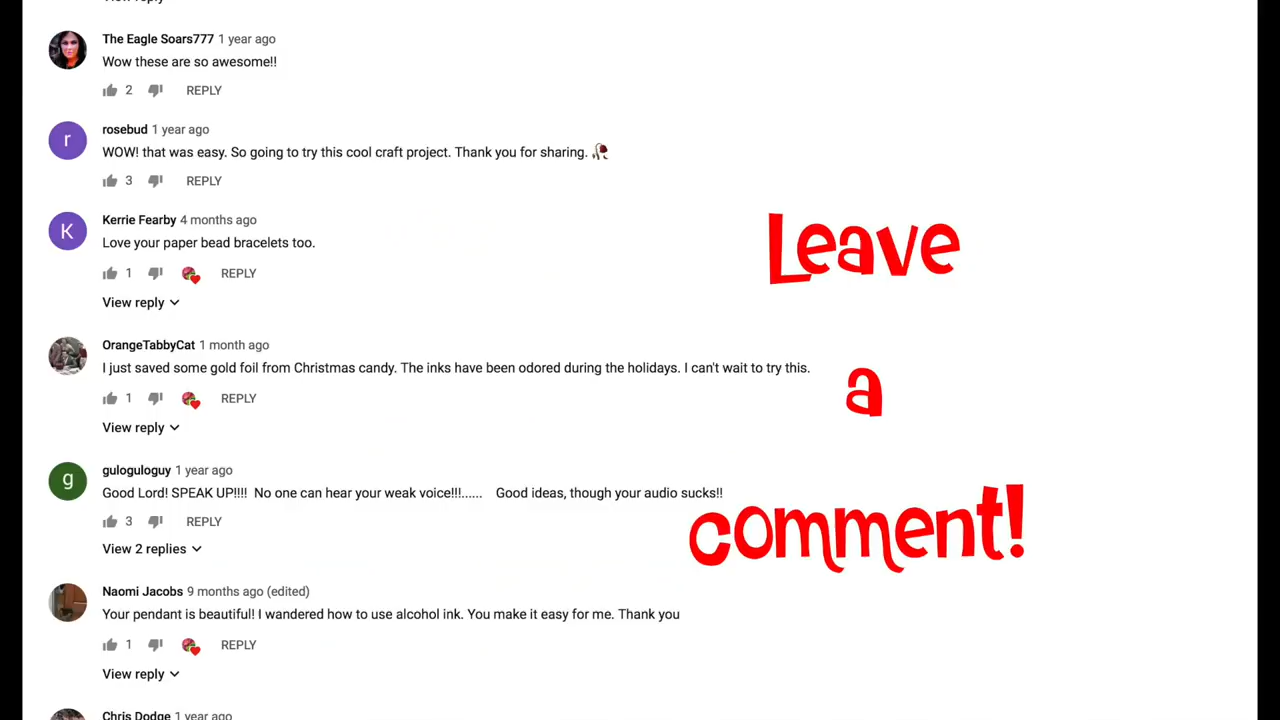 The Eagle Soars777 1 year ago
Wow these are so awesome!!
2 REPLY
r
rosebud 1 year ago
WOW! that was easy. So going to try this cool craft project. Thank you for sharing. 🥀
3 REPLY
K
Kerrie Fearby 4 months ago
Love your paper bead bracelets too.
1 REPLY
View reply
OrangeTabbyCat 1 month ago
I just saved some gold foil from Christmas candy. The inks have been odored during the holidays. I can't wait to try this.
1 REPLY
View reply
g
guloguloguy 1 year ago
Good Lord! SPEAK UP!!!! No one can hear your weak voice!!!...... Good ideas, though your audio sucks!!
3 REPLY
View 2 replies
Naomi Jacobs 9 months ago (edited)
Your pendant is beautiful! I wandered how to use alcohol ink. You make it easy for me. Thank you
1 REPLY
View reply
Chris Dodge 1 year ago
Leave
a
comment!